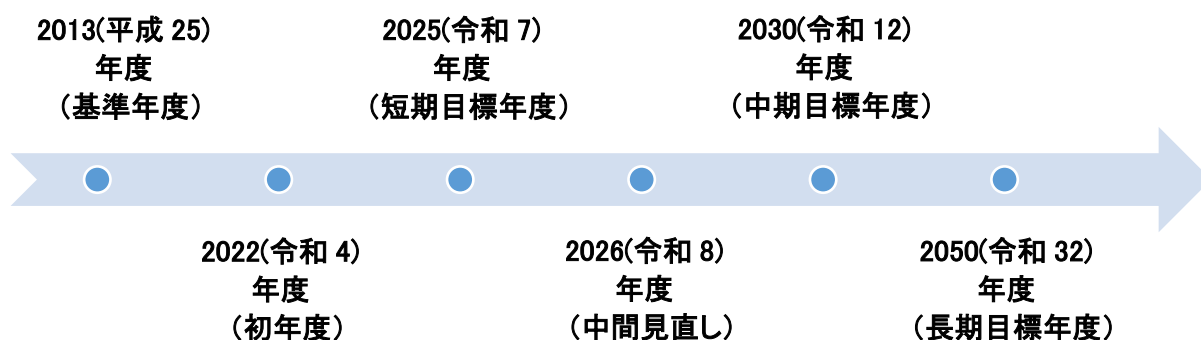 2013(平成 25)
年度
（基準年度）
2025(令和 7)
年度
（短期目標年度）
2030(令和 12)
年度
（中期目標年度）
2022(令和 4)
年度
（初年度）
2026(令和 8)
年度
（中間見直し）
2050(令和 32)
年度
（長期目標年度）